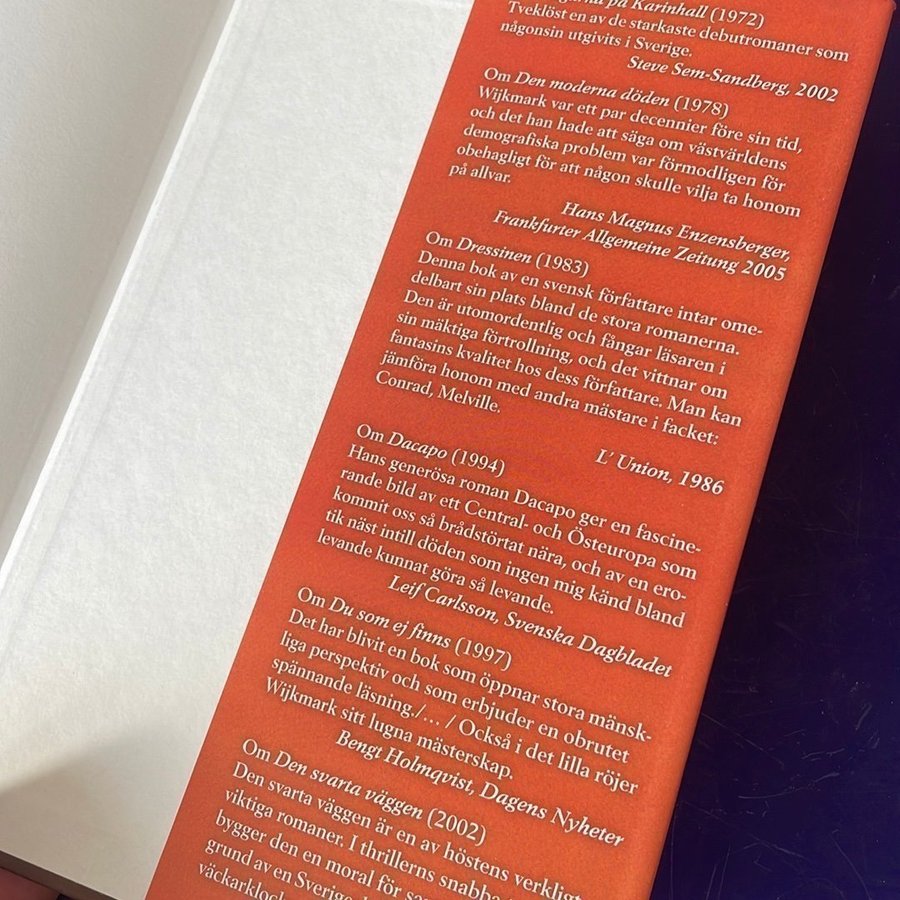 på Karinhall (1972)
Tveklöst en av de starkaste debutromaner som
någonsin utgivits i Sverige.
Steve Sem-Sandberg, 2002
Om Den moderna döden (1978)
Wijkmark var ett par decennier före sin tid,
och det han hade att säga om västvärldens
demografiska problem var förmodligen för
obehagligt för att någon skulle vilja ta honom
på allvar.
Hans Magnus Enzensberger,
Frankfurter Allgemeine Zeitung 2005
Om Dressinen (1983)
Denna bok av en svensk författare intar ome-
delbart sin plats bland de stora romanerna.
Den är utomordentlig och fångar läsaren i
sin mäktiga förtrollning, och det vittnar om
fantasins kvalitet hos dess författare. Man kan
jämföra honom med andra mästare i facket:
Conrad, Melville.
L' Union, 1986
Om Dacapo (1994)
Hans generösa roman Dacapo ger en fascine-
rande bild av ett Central- och Östeuropa som
kommit oss så brådstörtat nära, och av en ero-
tik näst intill döden som ingen mig känd bland
levande kunnat göra så levande.
Leif Carlsson, Svenska Dagbladet
Om Du som ej finns (1997)
Det har blivit en bok som öppnar stora mänsk-
liga perspektiv och som erbjuder en obrutet
spännande läsning./… / Också i det lilla röjer
Wijkmark sitt lugna mästerskap.
Bengt Holmqvist, Dagens Nyheter
Om Den svarta väggen (2002)
Den svarta väggen är en av höstens verkligt
viktiga romaner. I thrillerns snabba
bygger den en moral för
grund av en Sverige